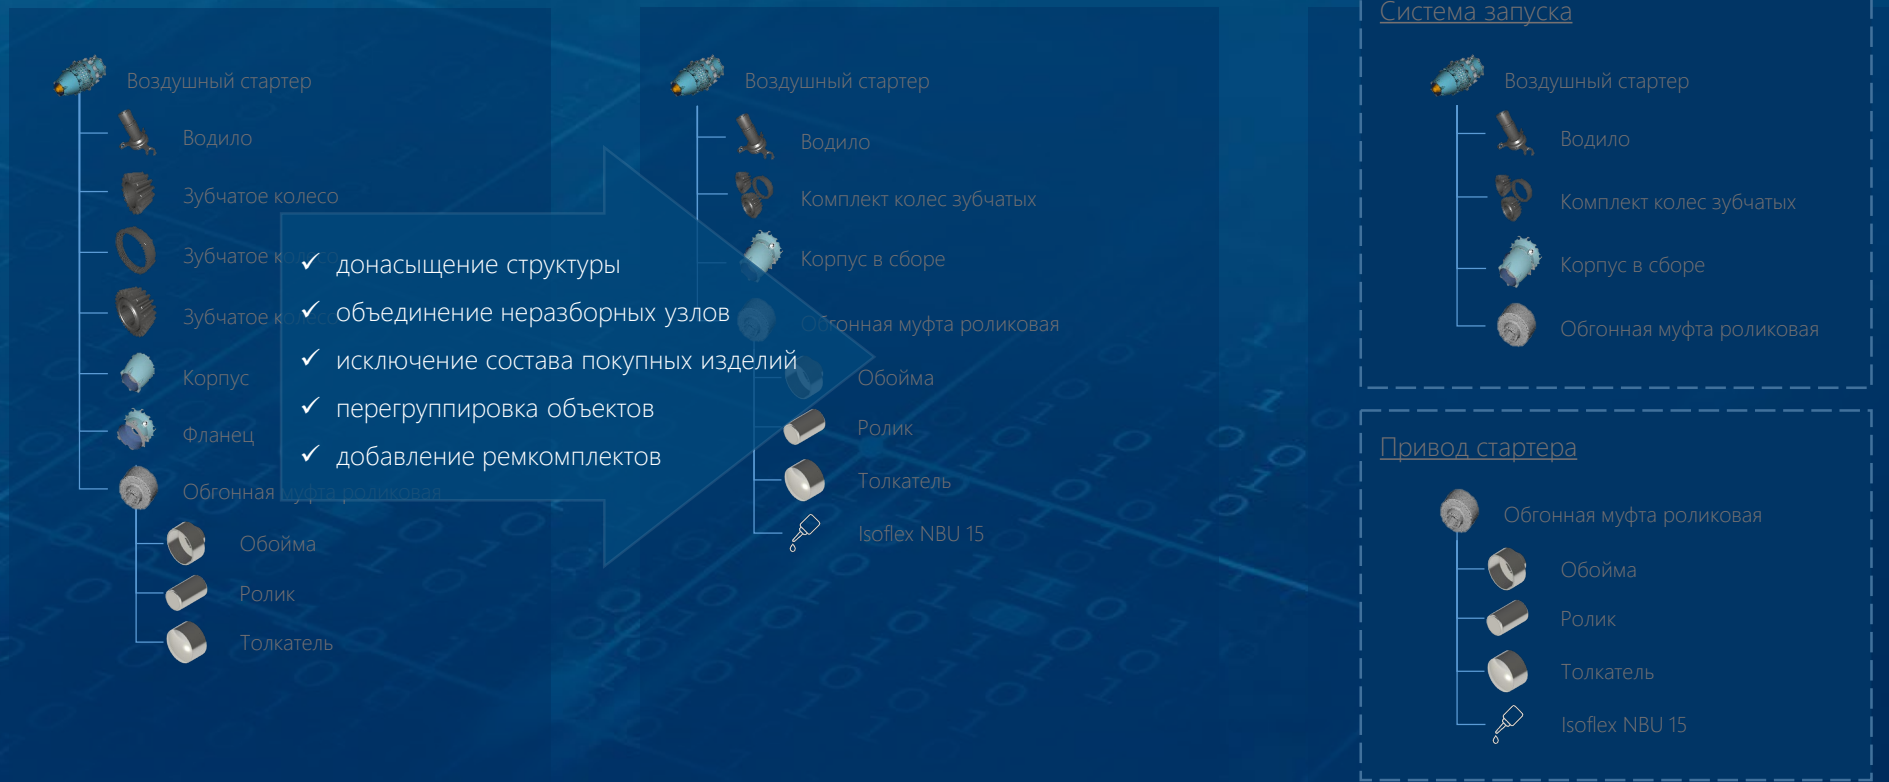 Воздушный стартер
Водило
Зубчатое колесо
Зубчатое колесо
Зубчатое колесо
Корпус
Фланец
Обгонная муфта роликовая
Обойма
Ролик
Толкатель
донасыщение структуры
объединение неразборных узлов
исключение состава покупных изделий
перегруппировка объектов
добавление ремкомплектов
Воздушный стартер
Водило
Комплект колес зубчатых
Корпус в сборе
Обгонная муфта роликовая
Обойма
Ролик
Толкатель
Isoflex NBU 15
Система запуска
Воздушный стартер
Водило
Комплект колес зубчатых
Корпус в сборе
Обгонная муфта роликовая
Привод стартера
Обгонная муфта роликовая
Обойма
Ролик
Толкатель
Isoflex NBU 15